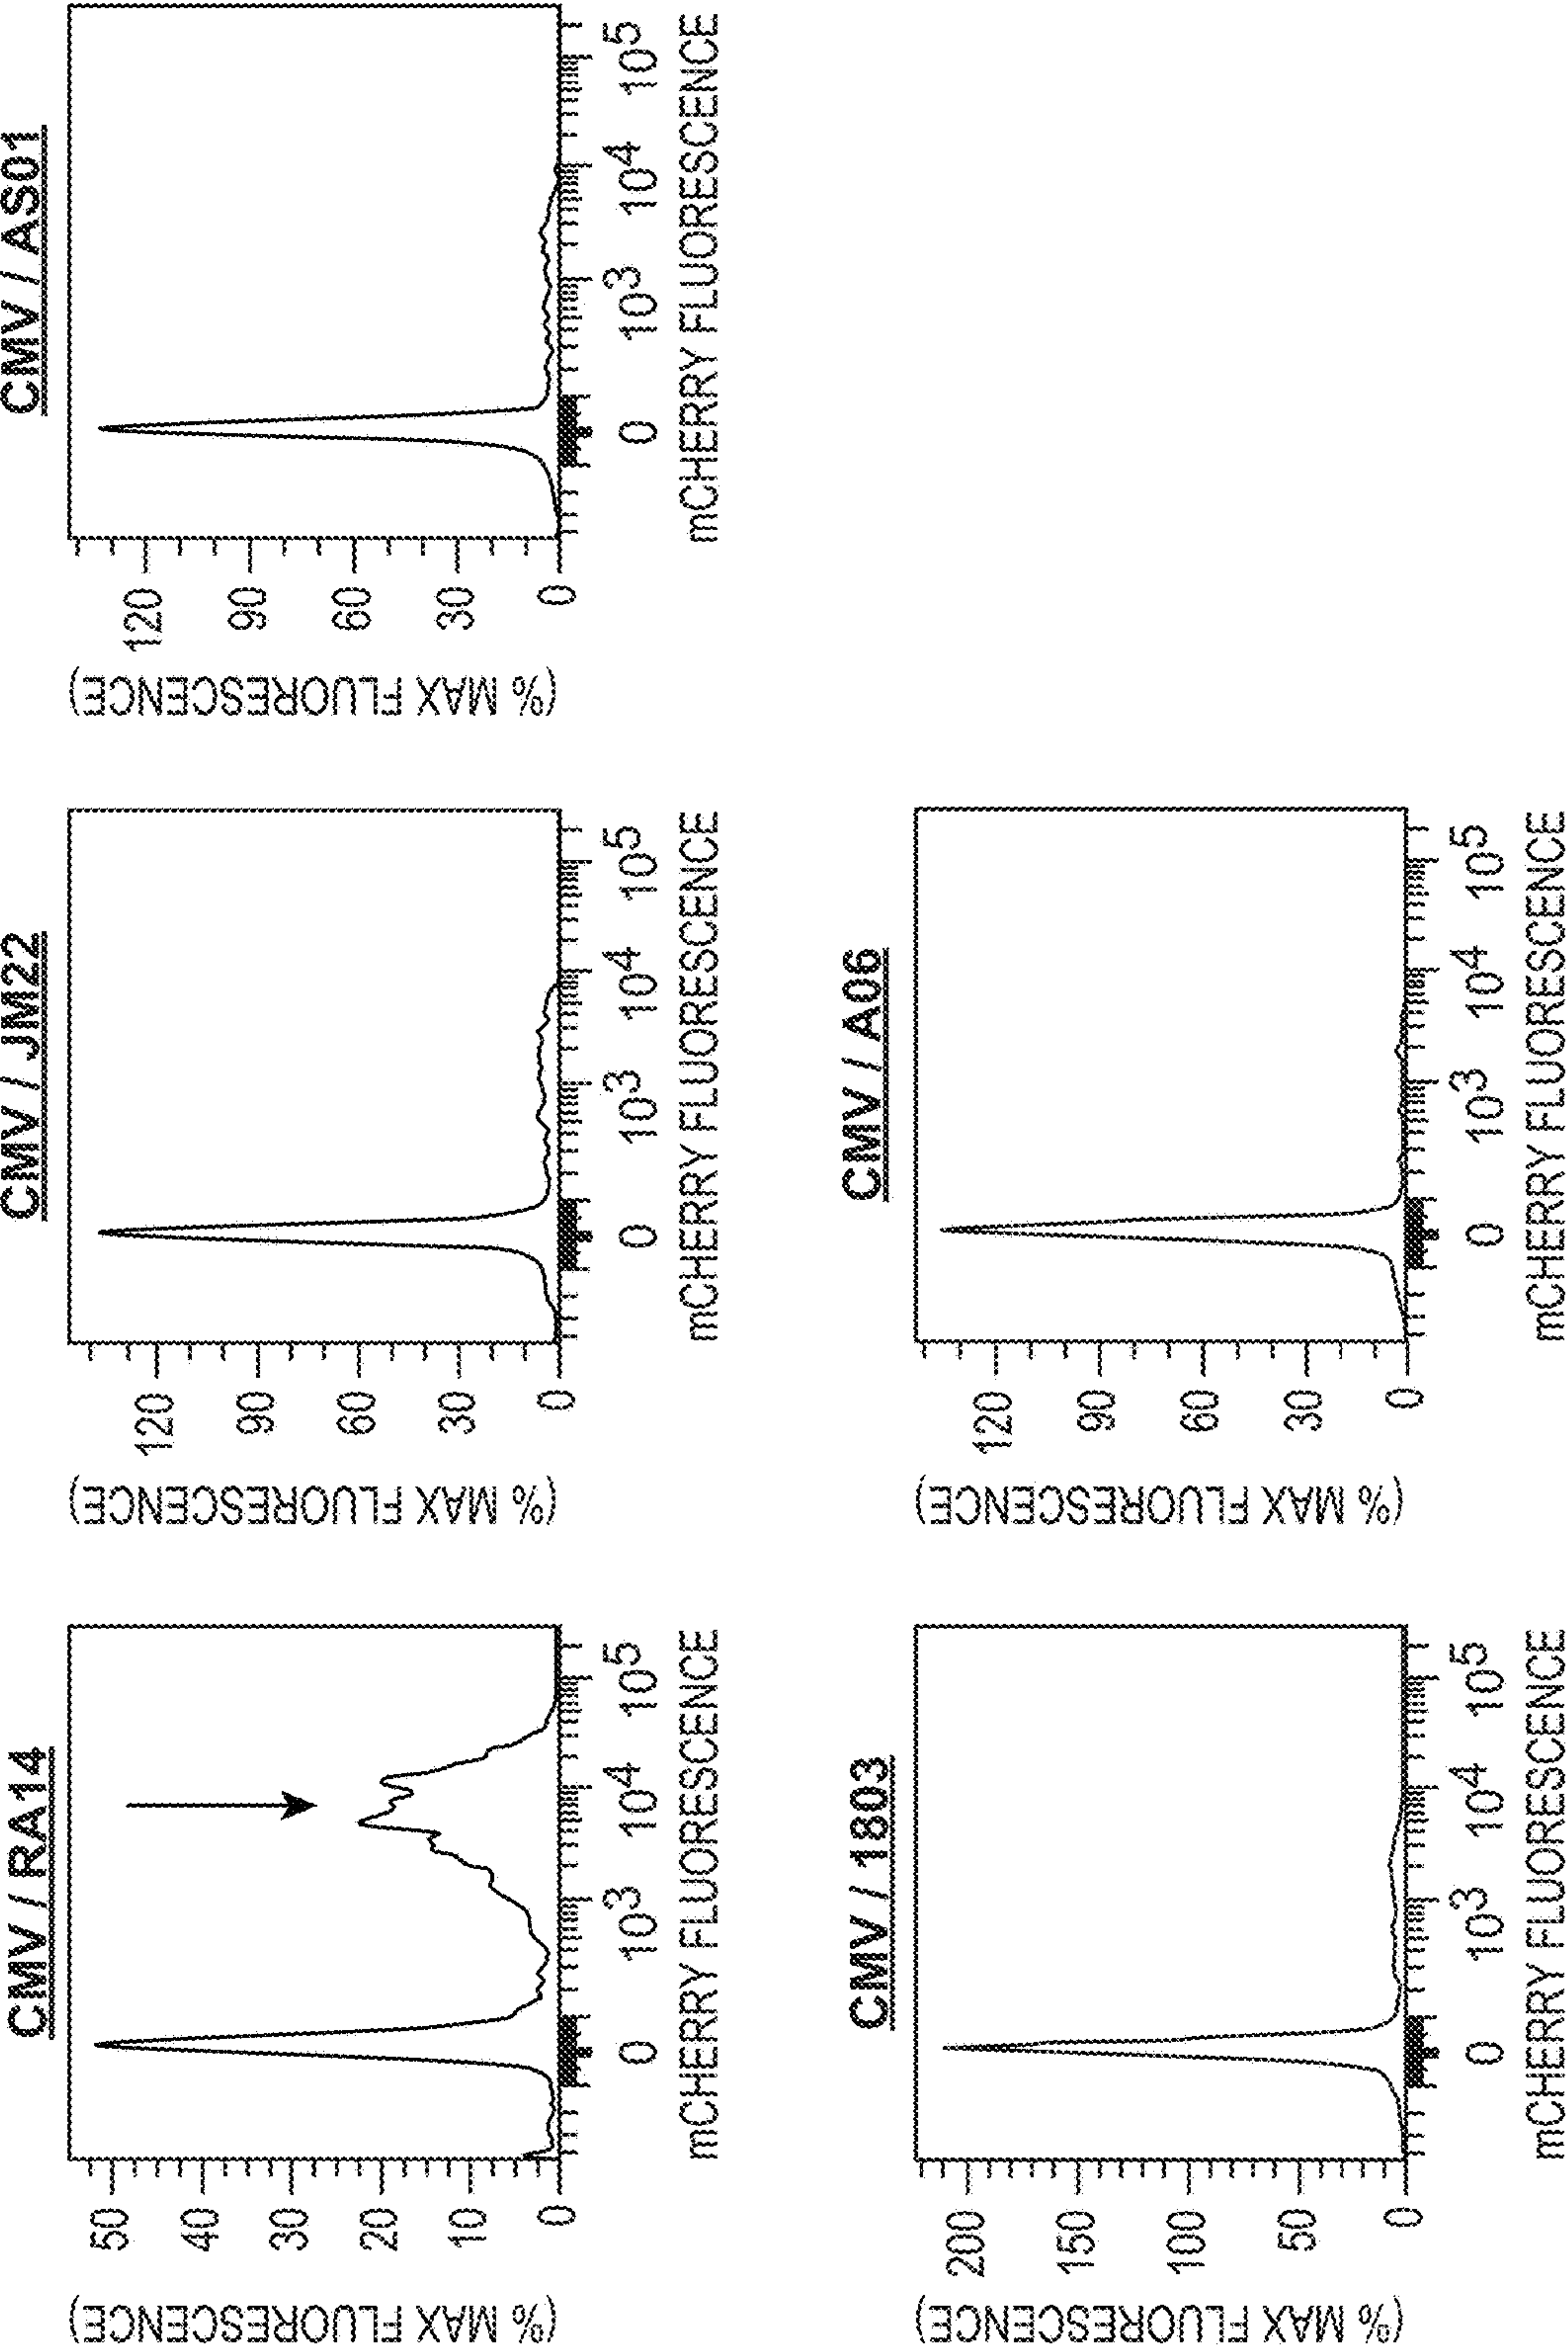 CMV / RA14
(% MAX FLUORESCENCE)
50
40
30
20
10
0
0 10³ 10⁴ 10⁵
mCHERRY FLUORESCENCE
CMV / JM22
(% MAX FLUORESCENCE)
120
90
60
30
0
0 10³ 10⁴ 10⁵
mCHERRY FLUORESCENCE
CMV / AS01
(% MAX FLUORESCENCE)
120
90
60
30
0
0 10³ 10⁴ 10⁵
mCHERRY FLUORESCENCE
CMV / 1803
(% MAX FLUORESCENCE)
200
150
100
50
0
0 10³ 10⁴ 10⁵
mCHERRY FLUORESCENCE
CMV / A06
(% MAX FLUORESCENCE)
120
90
60
30
0
0 10³ 10⁴ 10⁵
mCHERRY FLUORESCENCE